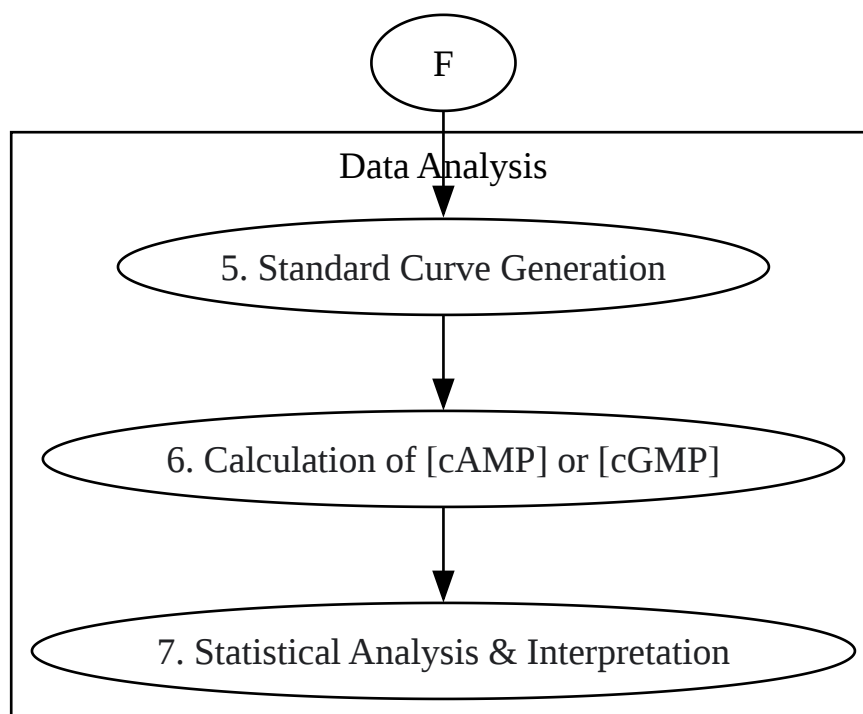 F
Data Analysis
5. Standard Curve Generation
6. Calculation of [cAMP] or [cGMP]
7. Statistical Analysis & Interpretation